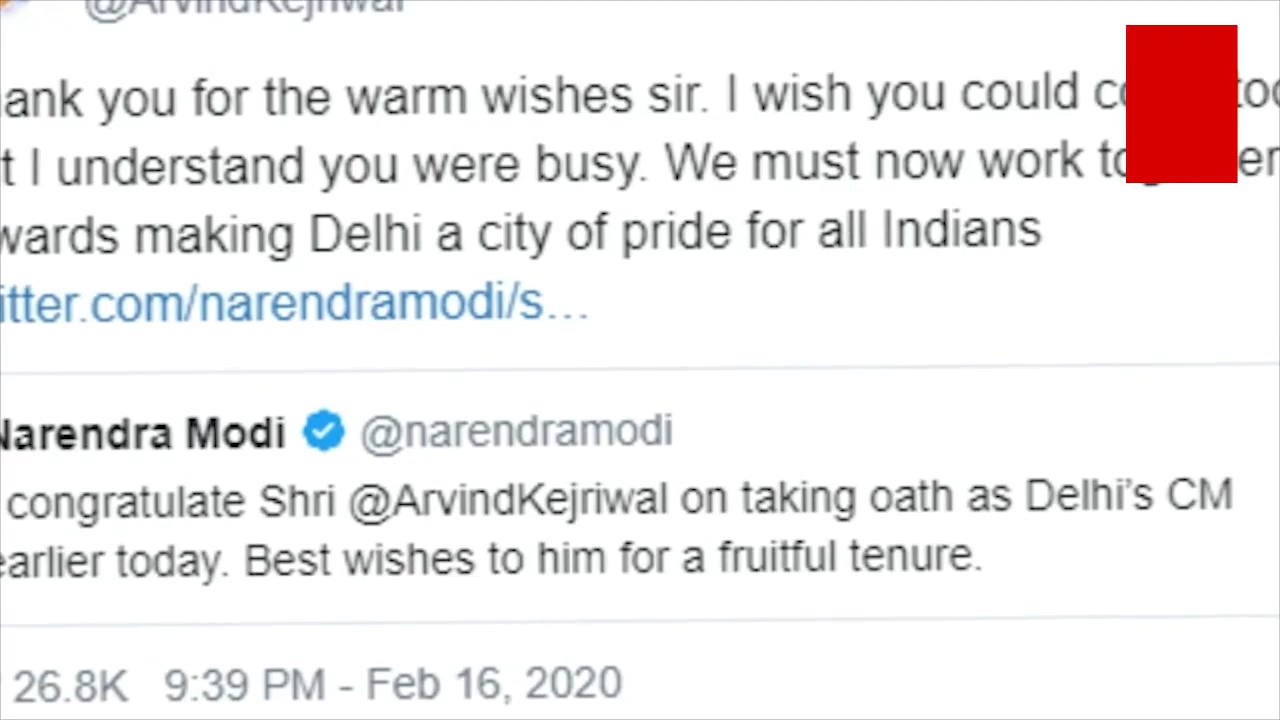 @ArvindKejriwal
ank you for the warm wishes sir. I wish you could
t I understand you were busy. We must now work
wards making Delhi a city of pride for all Indians
itter.com/narendramodi/s...
Narendra Modi @narendramodi
congratulate Shri @ArvindKejriwal on taking oath as Delhi's CM
earlier today. Best wishes to him for a fruitful tenure.
26.8K 9:39 PM - Feb 16, 2020